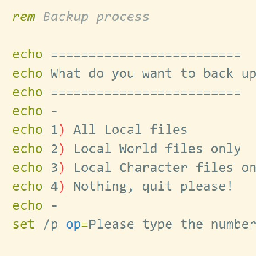 rem Backup process
echo =========================
echo What do you want to back up
echo =========================
echo -
echo 1) All Local files
echo 2) Local World files only
echo 3) Local Character files on
echo 4) Nothing, quit please!
echo -
set /p op=Please type the number